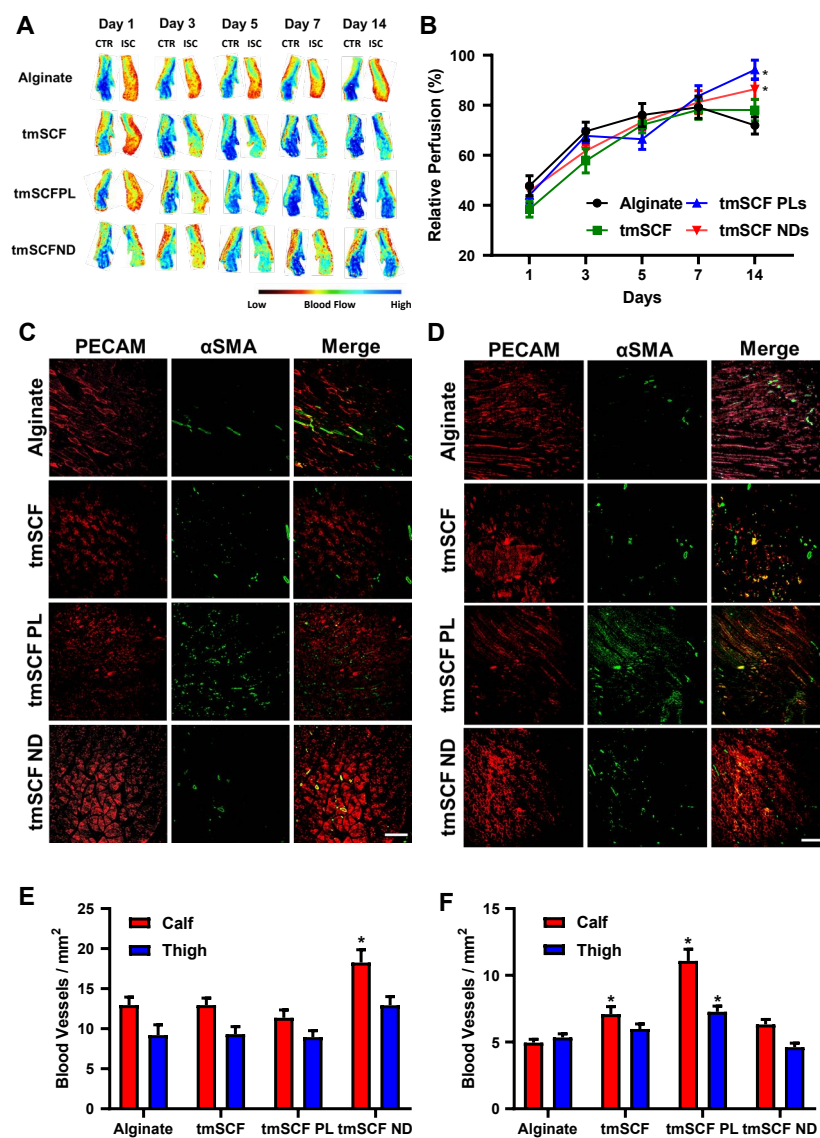 A
Day 1 Day 3 Day 5 Day 7 Day 14
CTR ISC CTR ISC CTR ISC CTR ISC CTR ISC
Alginate
tmSCF
tmSCFPL
tmSCFND
Low Blood Flow High
B
Relative Perfusion (%)
100
80
60
40
20
*
*
Alginate tmSCF PLs
tmSCF tmSCF NDs
1 3 5 7 14
Days
C
PECAM αSMA Merge
Alginate
tmSCF
tmSCF PL
tmSCF ND
D
PECAM αSMA Merge
Alginate
tmSCF
tmSCF PL
tmSCF ND
E
Blood Vessels / mm²
25
20
15
10
5
0
Calf
Thigh
*
Alginate tmSCF tmSCF PL tmSCF ND
F
Blood Vessels / mm²
15
10
5
0
Calf
Thigh
*
*
*
Alginate tmSCF tmSCF PL tmSCF ND